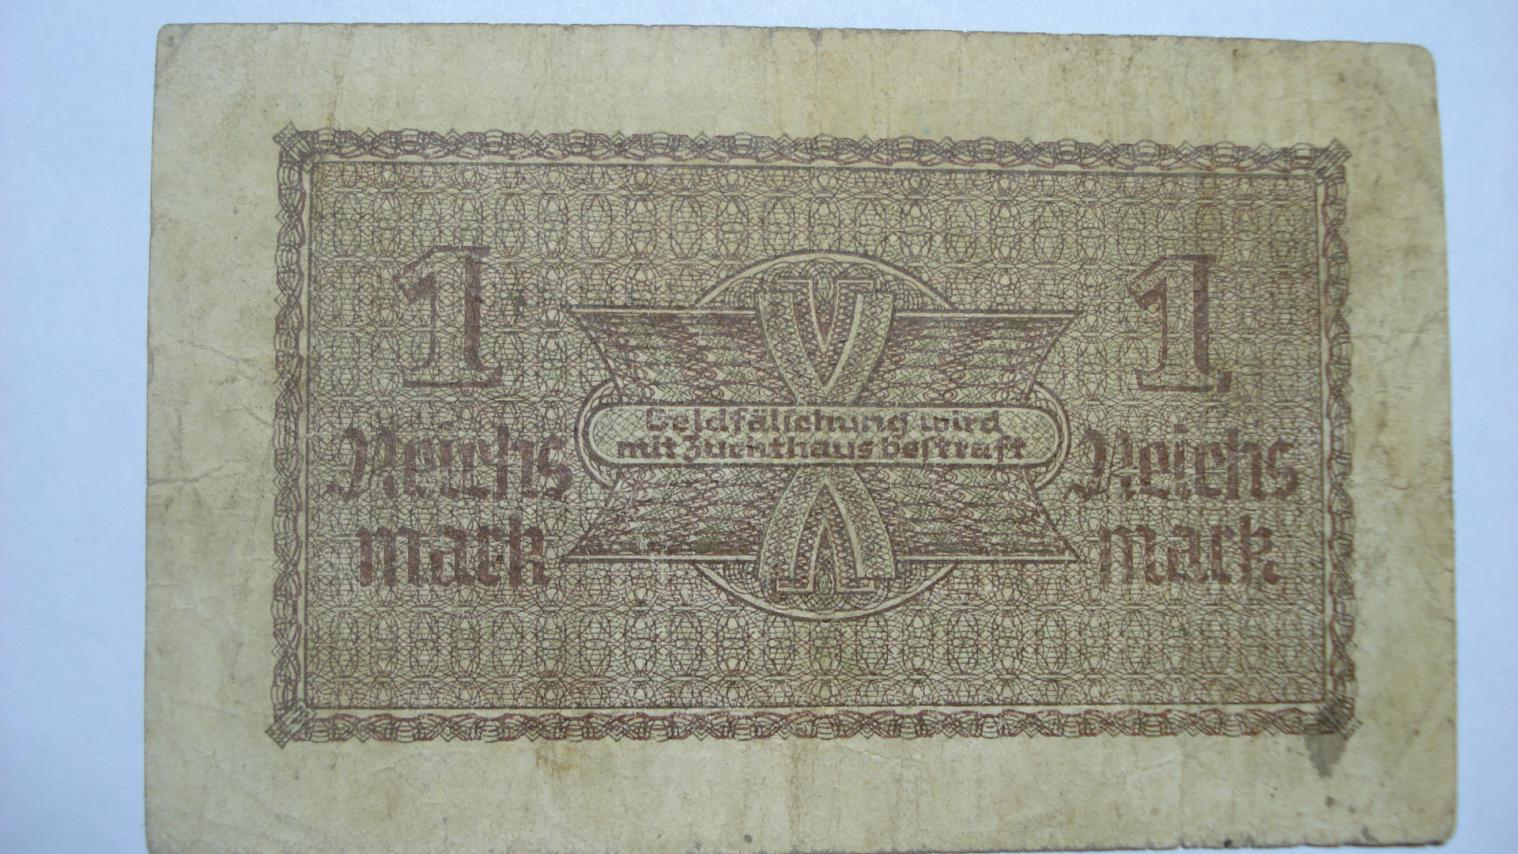 1
1
Geldfälschung wird
mit Zuchthaus bestraft
Reichs
mark
Reichs
mark